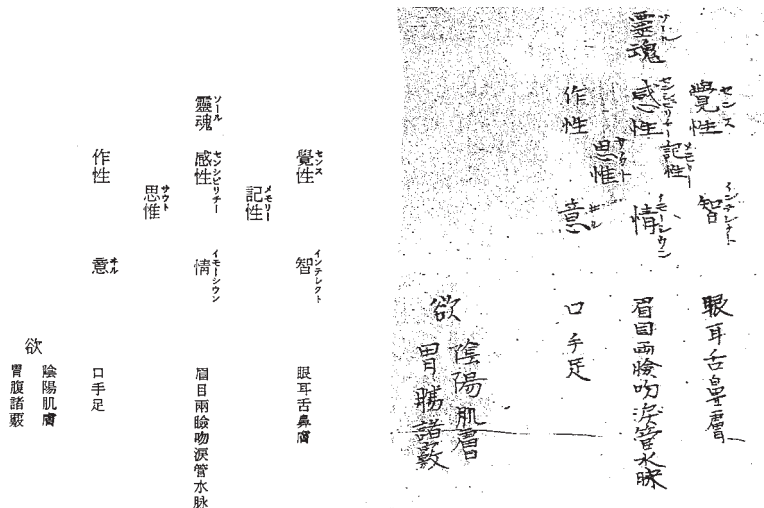 センス
覺性
インテレクト
智
眼耳舌鼻膚
メモリー
記性
ソール
靈魂
センシビリチー
感性
イモーシウン
情
眉目兩瞼吻涙管水脉
サウト
思惟
作性
ヰル
意
口手足
欲
陰陽肌膚
胃腸諸
センス
覺性
インテレクト
智
眼耳舌鼻膚
メモリー
記性
ソール
靈魂
センシビリチー
感性
イモーシウン
情
眉目兩瞼吻涙管水脉
サウト
思惟
作性
ヰル
意
口手足
欲
陰陽肌膚
胃腹諸